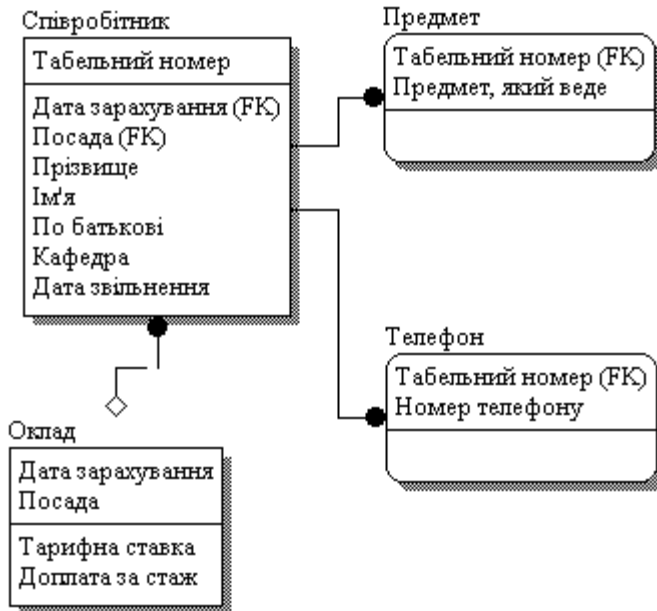 Співробітник
Табельний номер
Дата зарахування (FK)
Посада (FK)
Прізвище
Ім'я
По батькові
Кафедра
Дата звільнення
Предмет
Табельний номер (FK)
Предмет, який веде
Телефон
Табельний номер (FK)
Номер телефону
Оклад
Дата зарахування
Посада
Тарифна ставка
Доплата за стаж